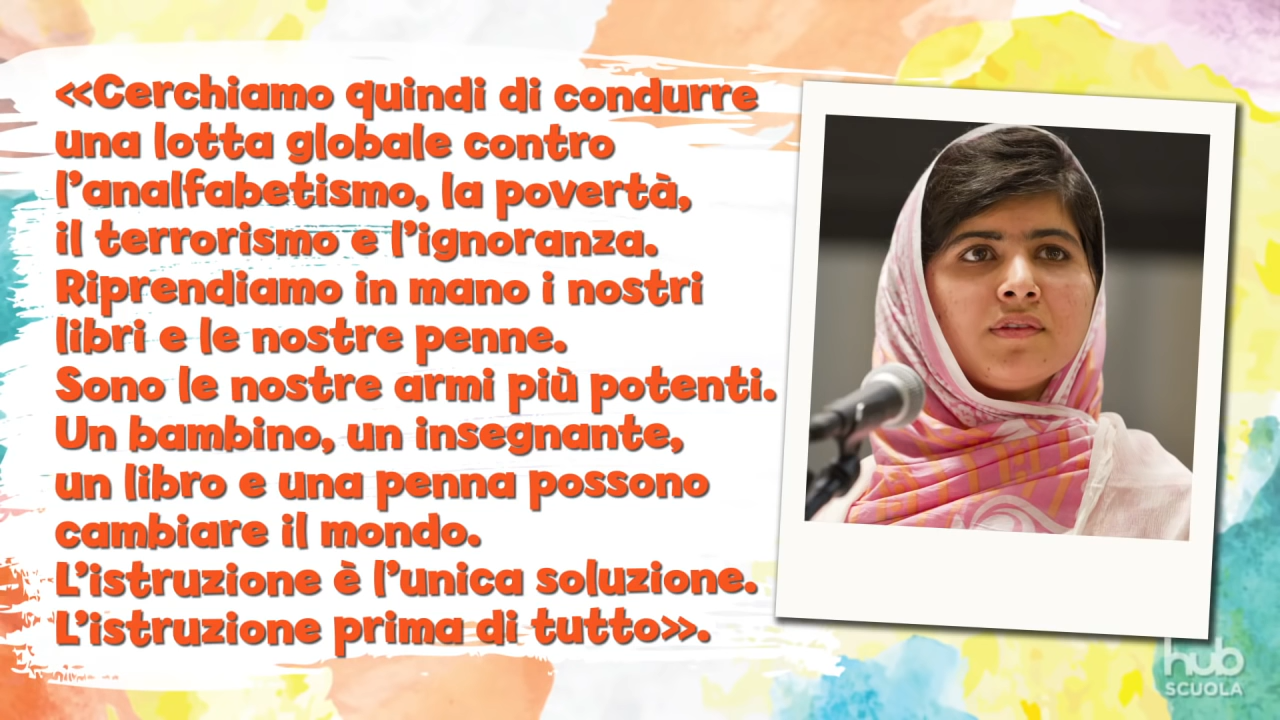 «Cerchiamo quindi di condurre
una lotta globale contro
l'analfabetismo, la povertà,
il terrorismo e l'ignoranza.
Riprendiamo in mano i nostri
libri e le nostre penne.
Sono le nostre armi più potenti.
Un bambino, un insegnante,
un libro e una penna possono
cambiare il mondo.
L'istruzione è l'unica soluzione.
L'istruzione prima di tutto».
hub
SCUOLA